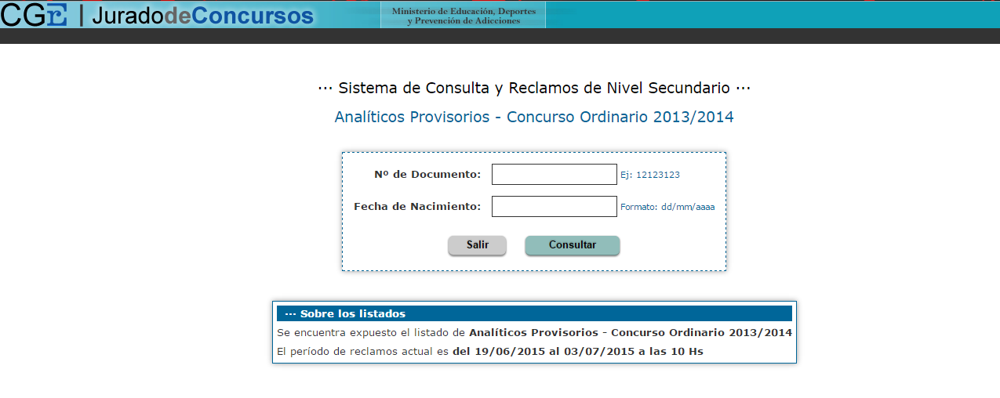 CGE | JuradodeConcursos
Ministerio de Educación, Deportes
y Prevención de Adicciones
··· Sistema de Consulta y Reclamos de Nivel Secundario ···
Analíticos Provisorios - Concurso Ordinario 2013/2014
Nº de Documento: Ej: 12123123
Fecha de Nacimiento: Formato: dd/mm/aaaa
Salir Consultar
··· Sobre los listados
Se encuentra expuesto el listado de Analíticos Provisorios - Concurso Ordinario 2013/2014
El período de reclamos actual es del 19/06/2015 al 03/07/2015 a las 10 Hs